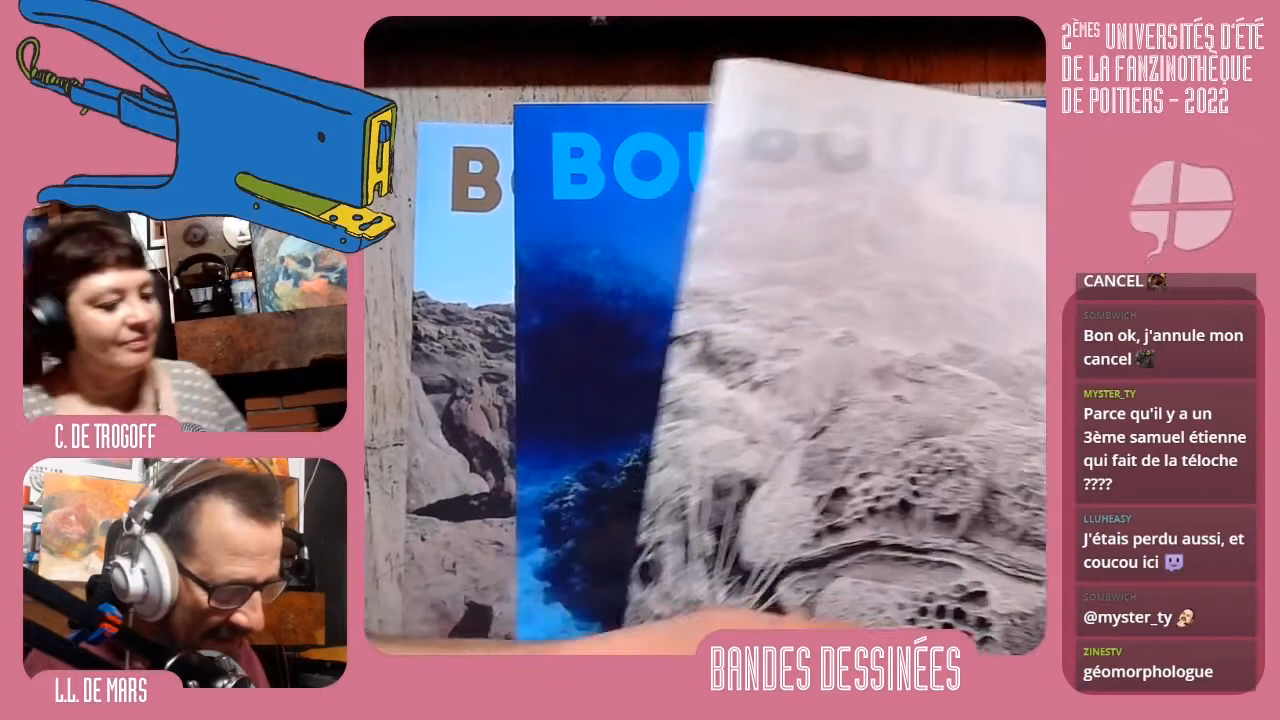 2ÈMES UNIVERSITÉS D'ÉTÉ
DE LA FANZINOTHÈQUE
DE POITIERS - 2022
B
BOU
BOULD
C. DE TROGOFF
L.L. DE MARS
BANDES DESSINÉES
CANCEL
SOMBWICH
Bon ok, j'annule mon
cancel
MYSTER_TY
Parce qu'il y a un
3ème samuel étienne
qui fait de la téloche
????
LLUHEASY
J'étais perdu aussi, et
coucou ici
SOMBWICH
@myster_ty
ZINESTV
géomorphologue